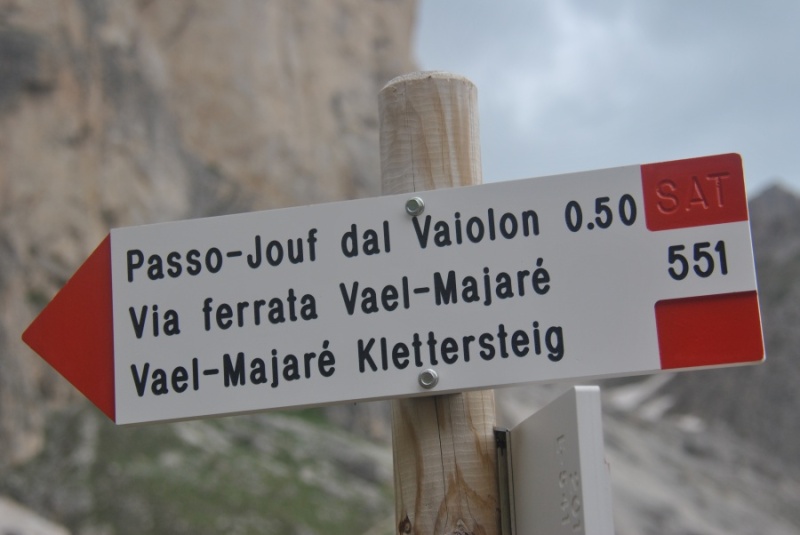 Passo-Jouf dal Vaiolon 0.50
Via ferrata Vael-Majaré
Vael-Majaré Klettersteig
SAT
551